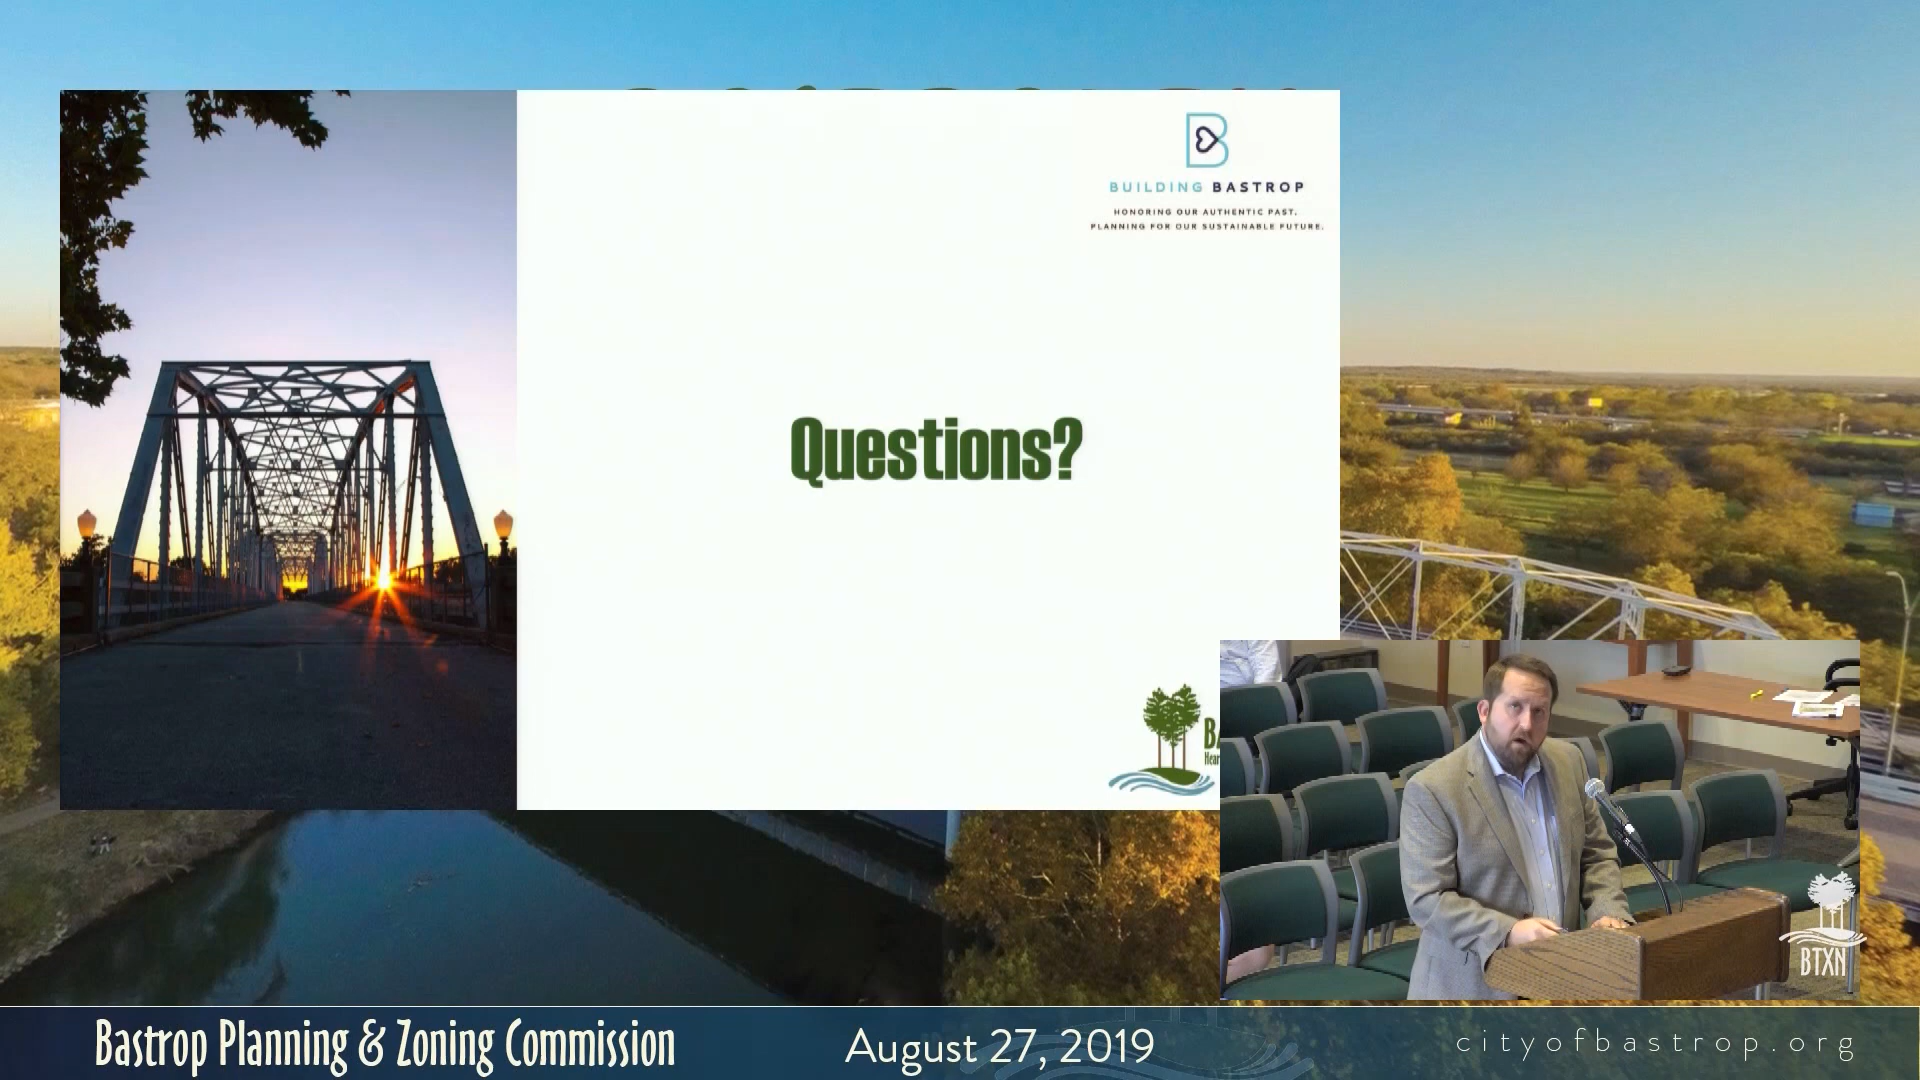 BUILDING BASTROP
HONORING OUR AUTHENTIC PAST.
PLANNING FOR OUR SUSTAINABLE FUTURE.
Questions?
BTXN
Bastrop Planning & Zoning Commission
August 27, 2019
cityofbastrop.org